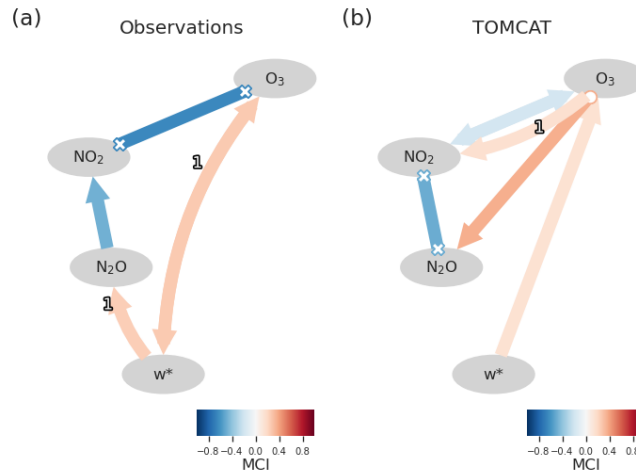 (a)
Observations
O₃
NO₂
1
N₂O
1
w*
−0.8 −0.4 0.0 0.4 0.8
MCI
(b)
TOMCAT
O₃
1
NO₂
N₂O
w*
−0.8 −0.4 0.0 0.4 0.8
MCI